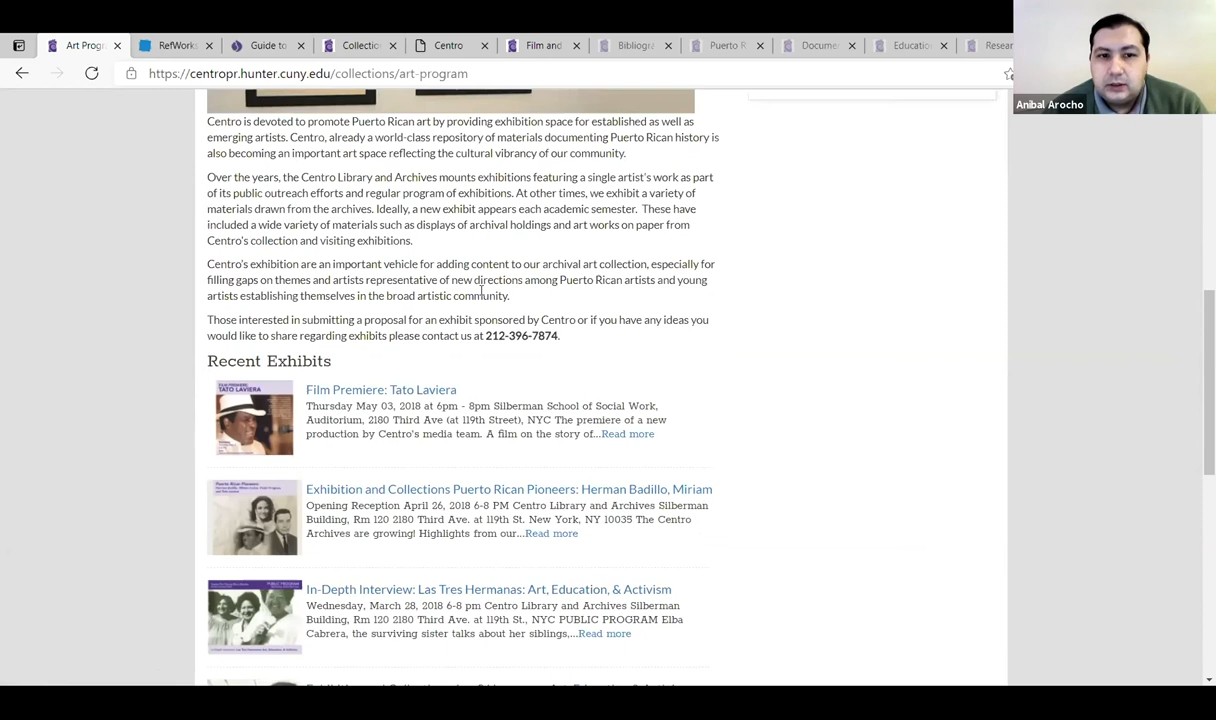 Art Progr
RefWorks
Guide to
Collectio
Centro
Film and
Bibliogra
Puerto R
Docume
Educatio
Resear
https://centropr.hunter.cuny.edu/collections/art-program
Anibal Arocho
Centro is devoted to promote Puerto Rican art by providing exhibition space for established as well as
emerging artists. Centro, already a world-class repository of materials documenting Puerto Rican history is
also becoming an important art space reflecting the cultural vibrancy of our community.
Over the years, the Centro Library and Archives mounts exhibitions featuring a single artist's work as part
of its public outreach efforts and regular program of exhibitions. At other times, we exhibit a variety of
materials drawn from the archives. Ideally, a new exhibit appears each academic semester. These have
included a wide variety of materials such as displays of archival holdings and art works on paper from
Centro's collection and visiting exhibitions.
Centro's exhibition are an important vehicle for adding content to our archival art collection, especially for
filling gaps on themes and artists representative of new directions among Puerto Rican artists and young
artists establishing themselves in the broad artistic community.
Those interested in submitting a proposal for an exhibit sponsored by Centro or if you have any ideas you
would like to share regarding exhibits please contact us at 212-396-7874.
Recent Exhibits
TATO LAVIERA
Film Premiere: Tato Laviera
Thursday May 03, 2018 at 6pm - 8pm Silberman School of Social Work,
Auditorium, 2180 Third Ave (at 119th Street), NYC The premiere of a new
production by Centro's media team. A film on the story of...Read more
Exhibition and Collections Puerto Rican Pioneers: Herman Badillo, Miriam
Opening Reception April 26, 2018 6-8 PM Centro Library and Archives Silberman
Building, Rm 120 2180 Third Ave. at 119th St. New York, NY 10035 The Centro
Archives are growing! Highlights from our...Read more
In-Depth Interview: Las Tres Hermanas: Art, Education, & Activism
Wednesday, March 28, 2018 6-8 pm Centro Library and Archives Silberman
Building, Rm 120 2180 Third Ave. at 119th St., NYC PUBLIC PROGRAM Elba
Cabrera, the surviving sister talks about her siblings,...Read more